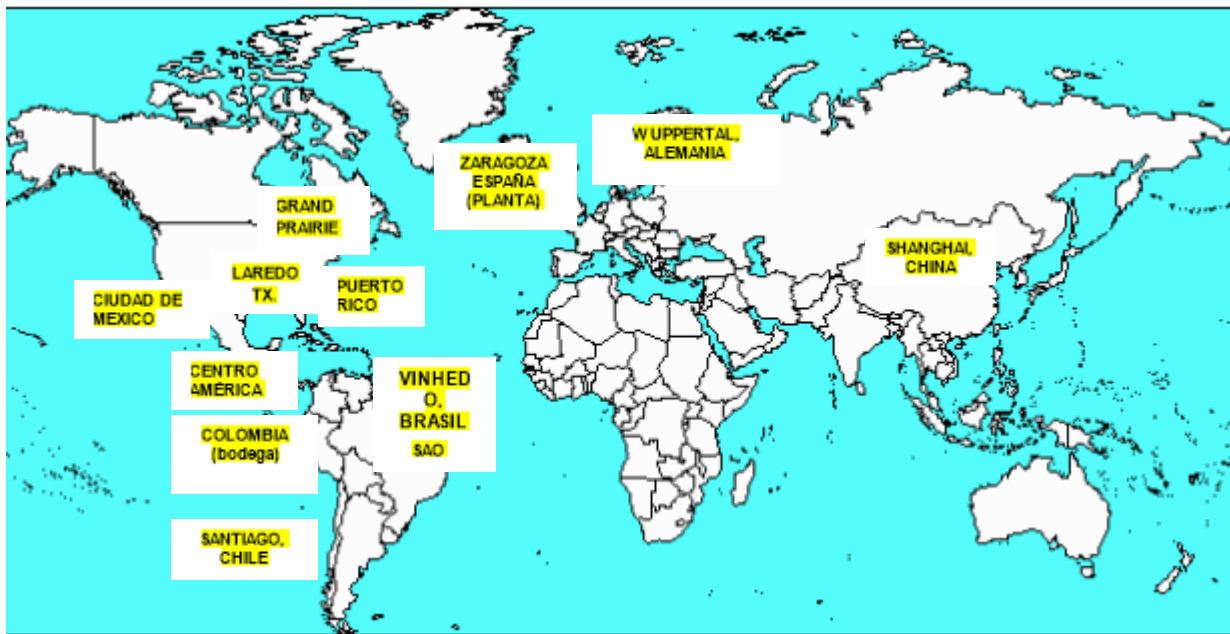 WUPPERTAL,
ALEMANIA
ZARAGOZA
ESPAÑA
(PLANTA)
GRAND
PRAIRIE
SHANGHAI,
CHINA
LAREDO
TX.
PUERTO
RICO
CIUDAD DE
MEXICO
CENTRO
AMÉRICA
VINHED
O,
BRASIL
SAO
COLOMBIA
(bodega)
SANTIAGO,
CHILE